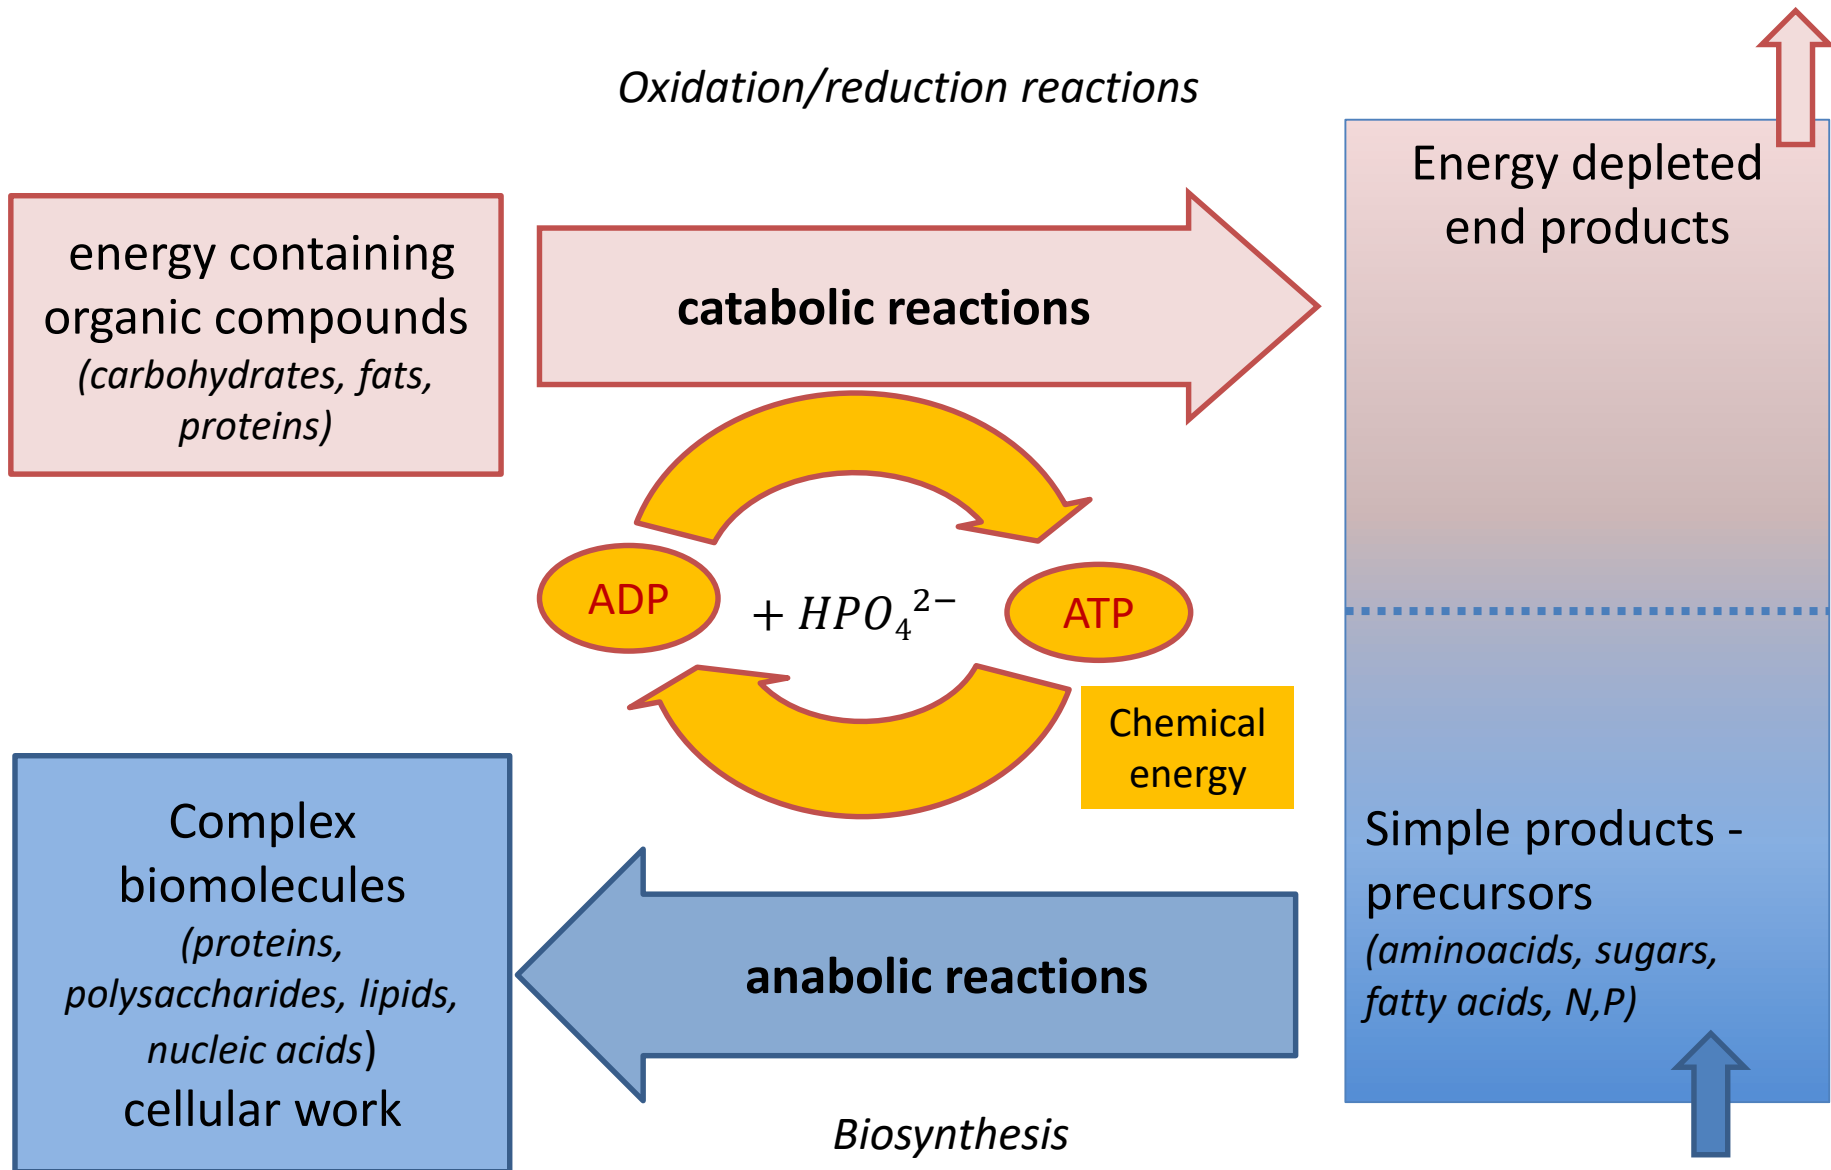 Oxidation/reduction reactions
energy containing
organic compounds
(carbohydrates, fats,
proteins)
catabolic reactions
Energy depleted
end products
ADP
+ HPO₄²⁻
ATP
Chemical
energy
Complex
biomolecules
(proteins,
polysaccharides, lipids,
nucleic acids)
cellular work
anabolic reactions
Simple products -
precursors
(aminoacids, sugars,
fatty acids, N,P)
Biosynthesis